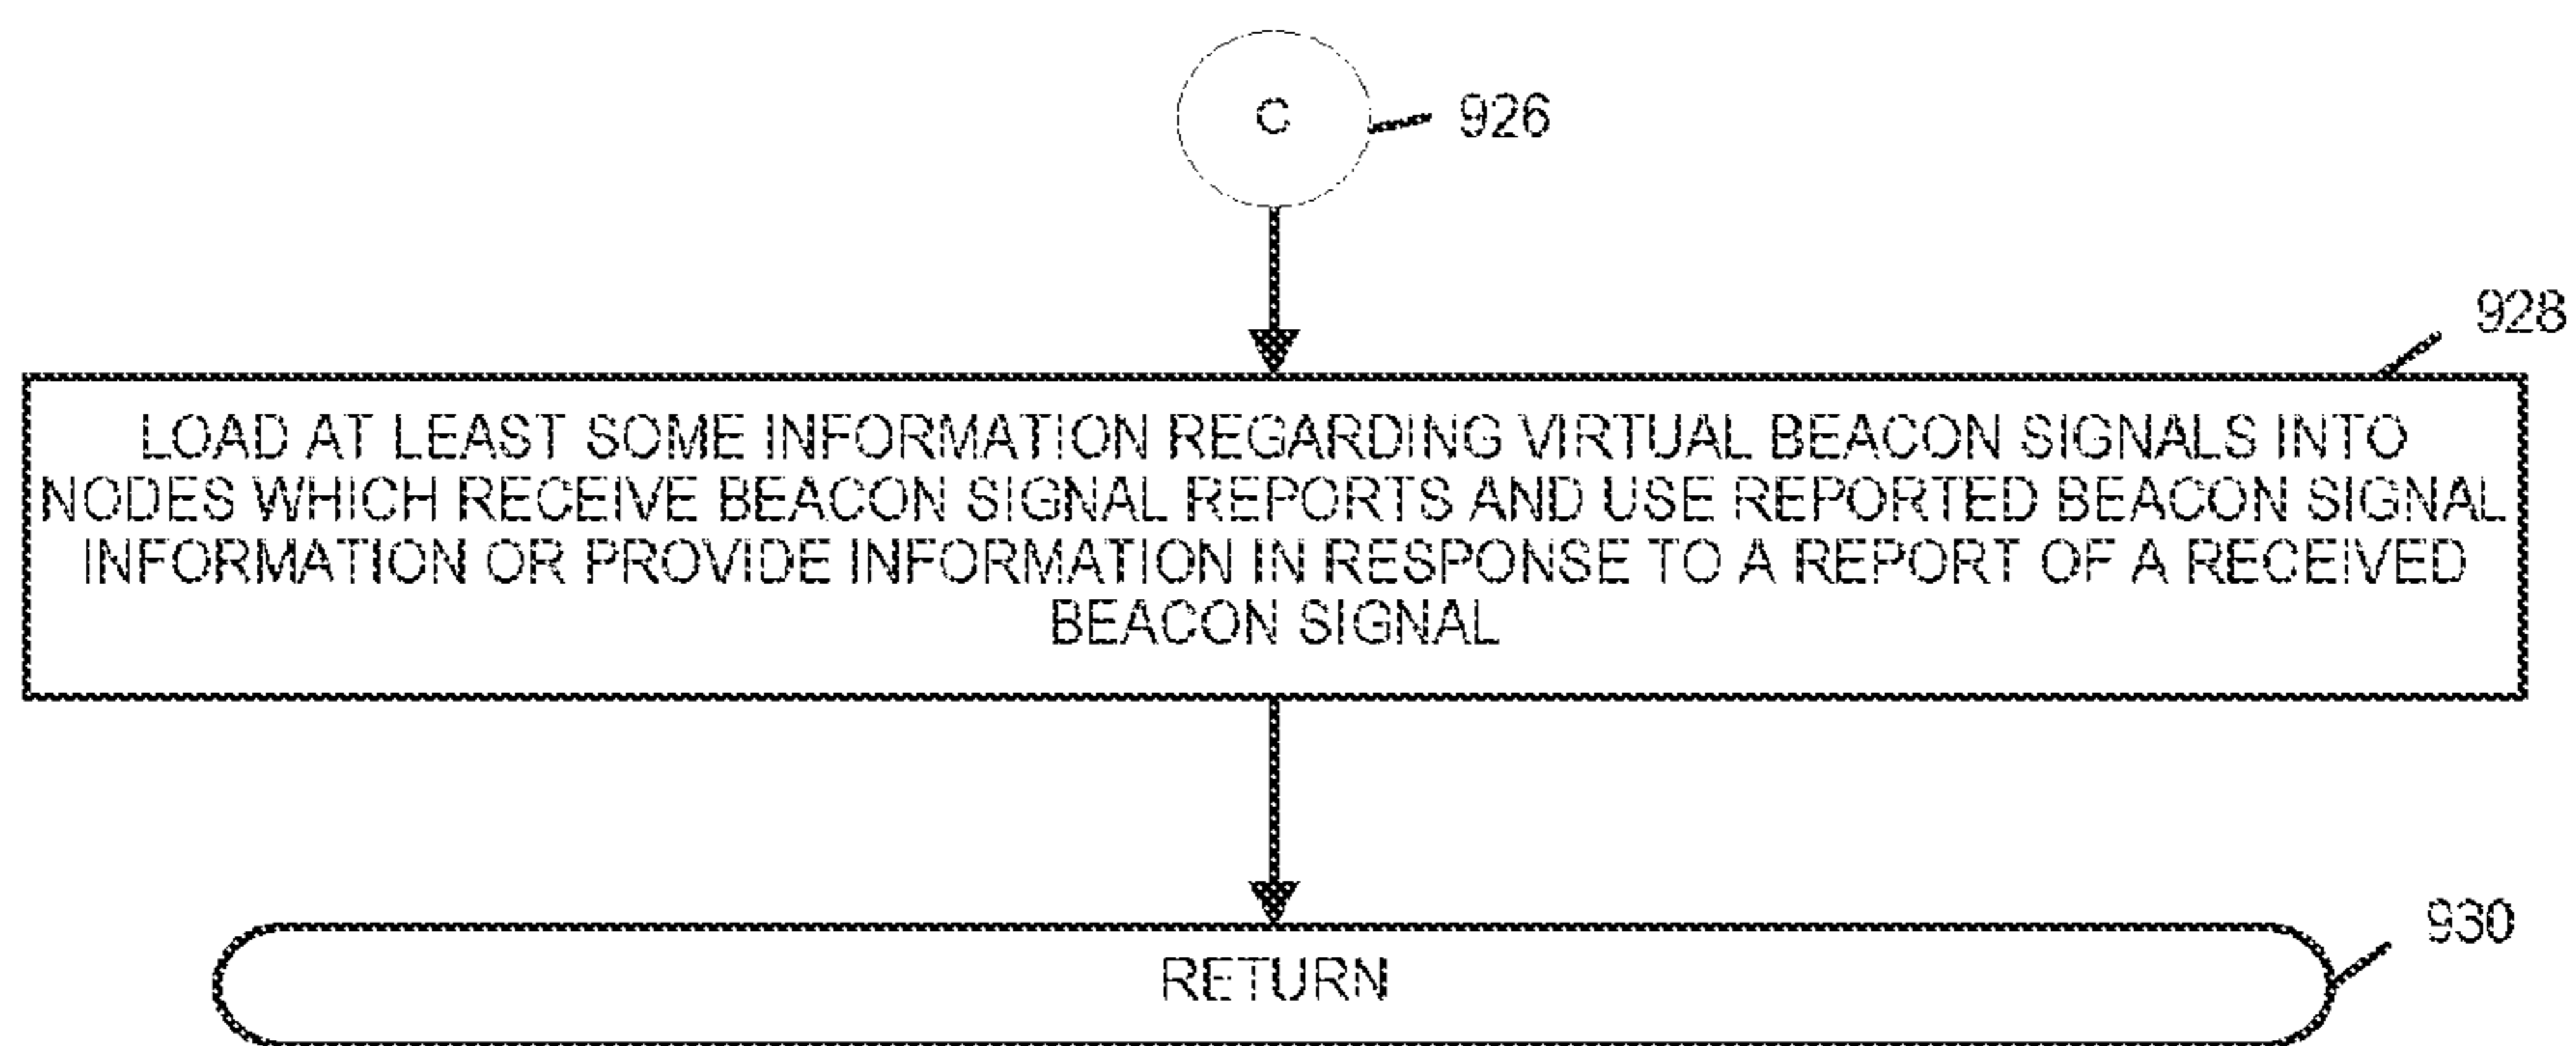 C
926
928
LOAD AT LEAST SOME INFORMATION REGARDING VIRTUAL BEACON SIGNALS INTO
NODES WHICH RECEIVE BEACON SIGNAL REPORTS AND USE REPORTED BEACON SIGNAL
INFORMATION OR PROVIDE INFORMATION IN RESPONSE TO A REPORT OF A RECEIVED
BEACON SIGNAL
930
RETURN